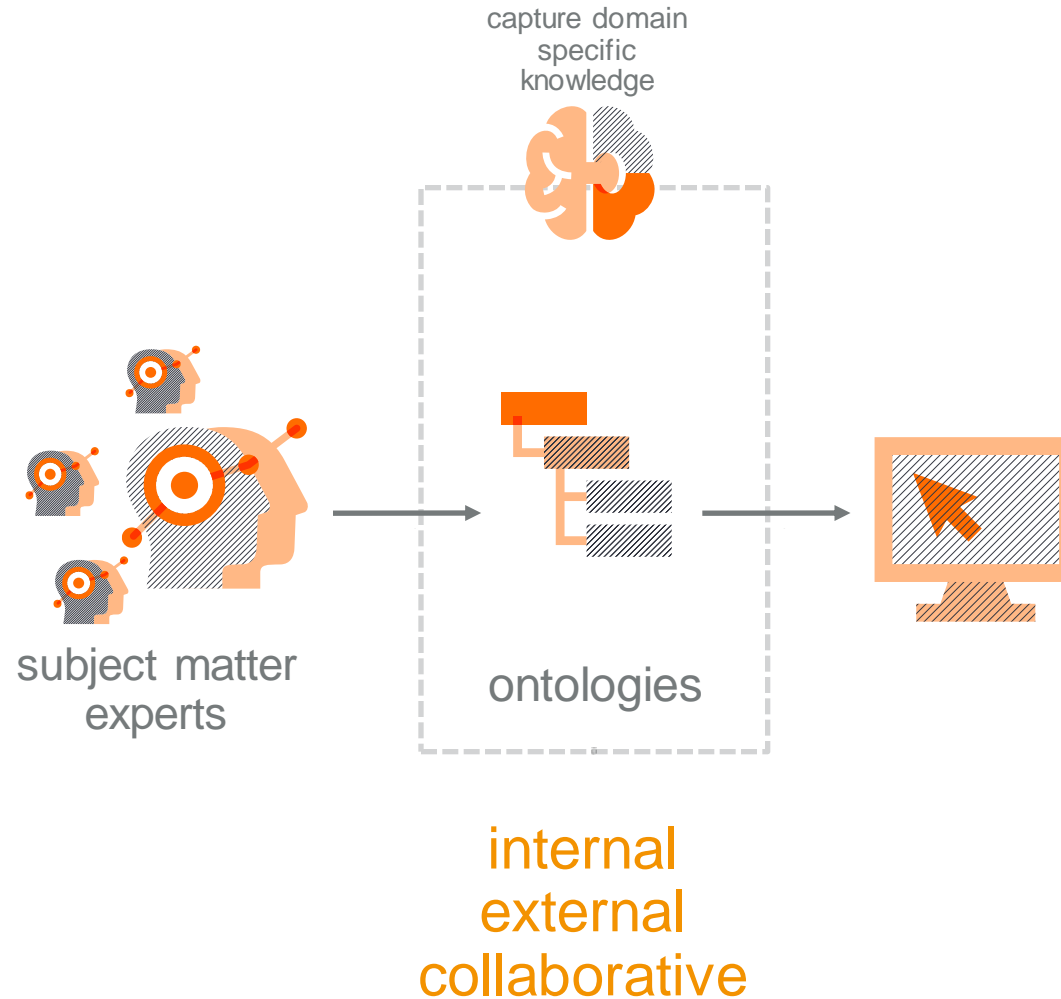 capture domain
specific
knowledge
subject matter
experts
ontologies
internal
external
collaborative